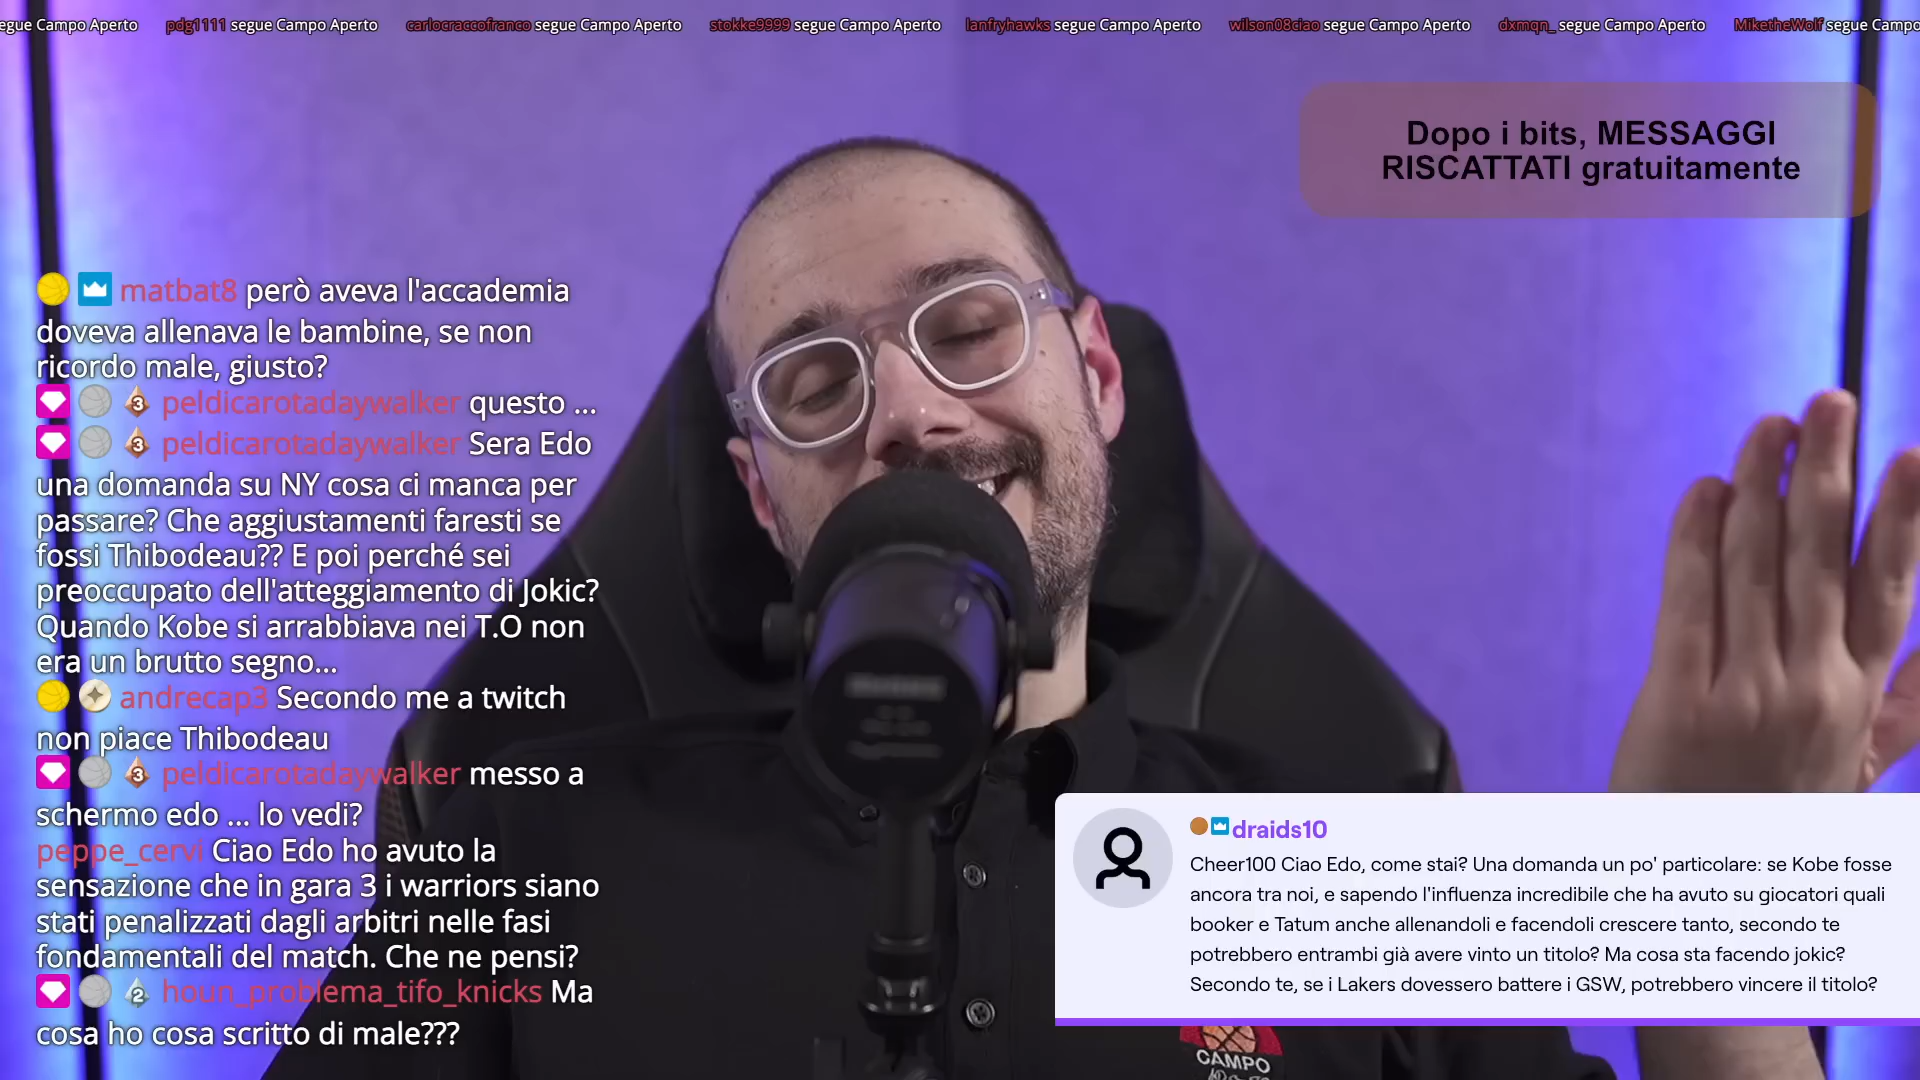 segue Campo Aperto pdg1111 segue Campo Aperto carlocraccofranco segue Campo Aperto stokke9999 segue Campo Aperto lanfryhawks segue Campo Aperto wilson08ciao segue Campo Aperto dxmqn_ segue Campo Aperto MiketheWolf segue Campo
Dopo i bits, MESSAGGI
RISCATTATI gratuitamente
matbat8 però aveva l'accademia
doveva allenava le bambine, se non
ricordo male, giusto?
3 peldicarotadaywalker questo ...
3 peldicarotadaywalker Sera Edo
una domanda su NY cosa ci manca per
passare? Che aggiustamenti faresti se
fossi Thibodeau?? E poi perché sei
preoccupato dell'atteggiamento di Jokic?
Quando Kobe si arrabbiava nei T.O non
era un brutto segno...
andrecap3 Secondo me a twitch
non piace Thibodeau
3 peldicarotadaywalker messo a
schermo edo ... lo vedi?
peppe_cervi Ciao Edo ho avuto la
sensazione che in gara 3 i warriors siano
stati penalizzati dagli arbitri nelle fasi
fondamentali del match. Che ne pensi?
2 houn_problema_tifo_knicks Ma
cosa ho cosa scritto di male???
draids10
Cheer100 Ciao Edo, come stai? Una domanda un po' particolare: se Kobe fosse
ancora tra noi, e sapendo l'influenza incredibile che ha avuto su giocatori quali
booker e Tatum anche allenandoli e facendoli crescere tanto, secondo te
potrebbero entrambi già avere vinto un titolo? Ma cosa sta facendo jokic?
Secondo te, se i Lakers dovessero battere i GSW, potrebbero vincere il titolo?
CAMPO